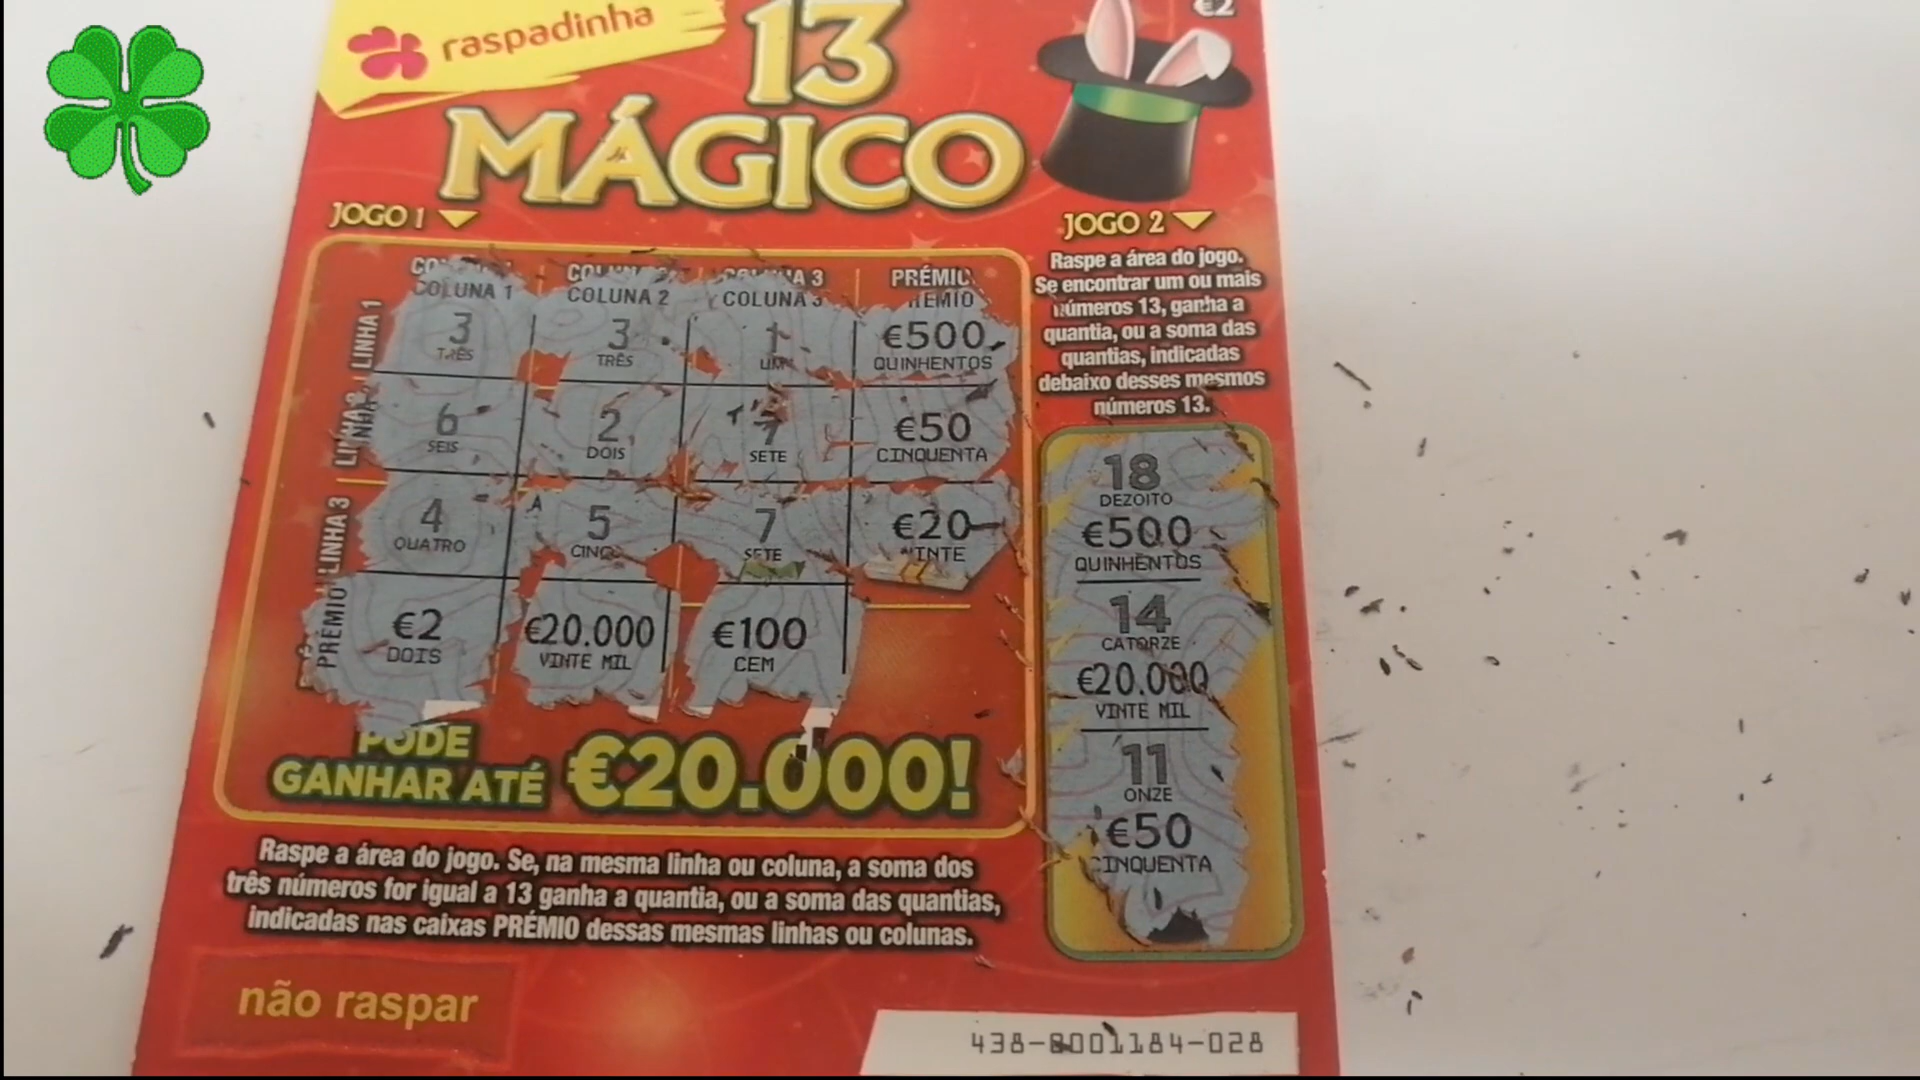 raspadinha
13
€2
MÁGICO
JOGO 1
JOGO 2
Raspe a área do jogo.
Se encontrar um ou mais
números 13, ganha a
quantia, ou a soma das
quantias, indicadas
debaixo desses mesmos
números 13.
COLUNA 3 PRÉMIO
COLUNA 1 COLUNA 2 COLUNA 3
LINHA 1
3 3 1 €500
TRÊS TRÊS UM QUINHENTOS
LINHA 2
6 2 7 €50
SEIS DOIS SETE CINQUENTA
LINHA 3
4 5 7 €20
QUATRO CINCO SETE VINTE
PRÉMIO
€2 €20.000 €100
DOIS VINTE MIL CEM
18
DEZOITO
€500
QUINHENTOS
14
CATORZE
€20.000
VINTE MIL
11
ONZE
€50
CINQUENTA
PODE
GANHAR ATÉ €20.000!
Raspe a área do jogo. Se, na mesma linha ou coluna, a soma dos
três números for igual a 13 ganha a quantia, ou a soma das quantias,
indicadas nas caixas PRÉMIO dessas mesmas linhas ou colunas.
não raspar
438-8001184-028